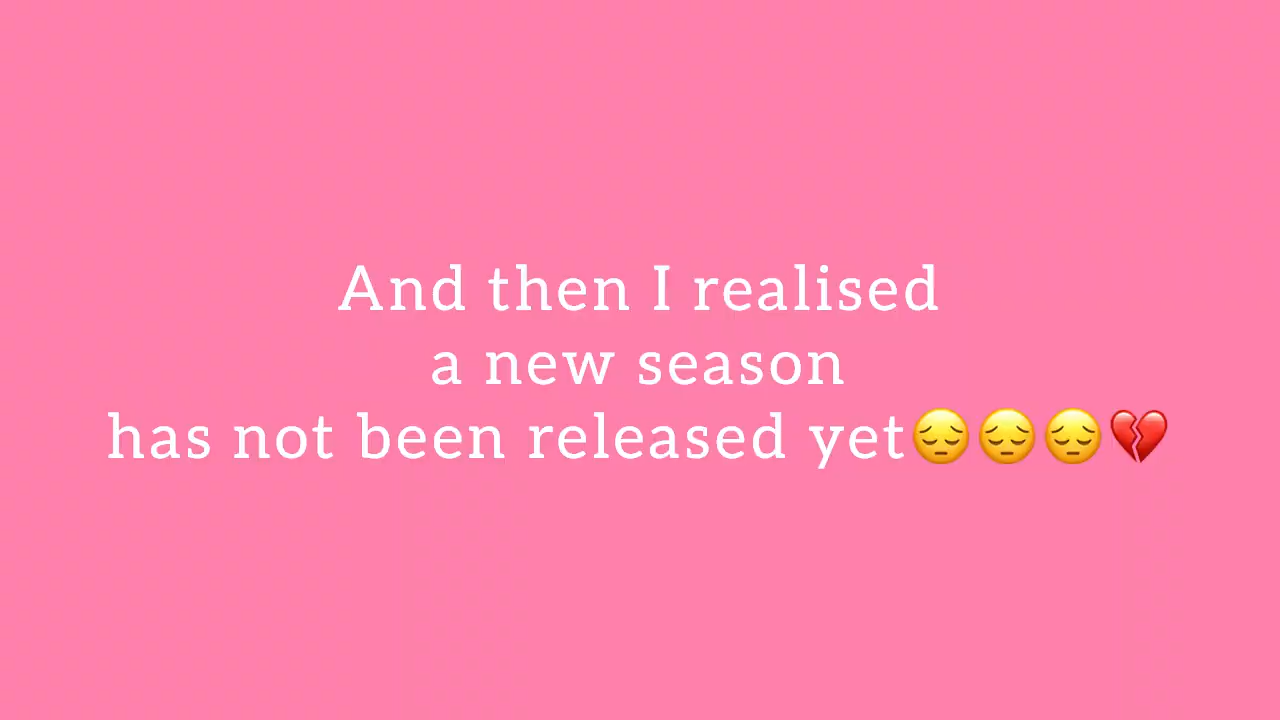 And then I realised
a new season
has not been released yet😔😔😔💔